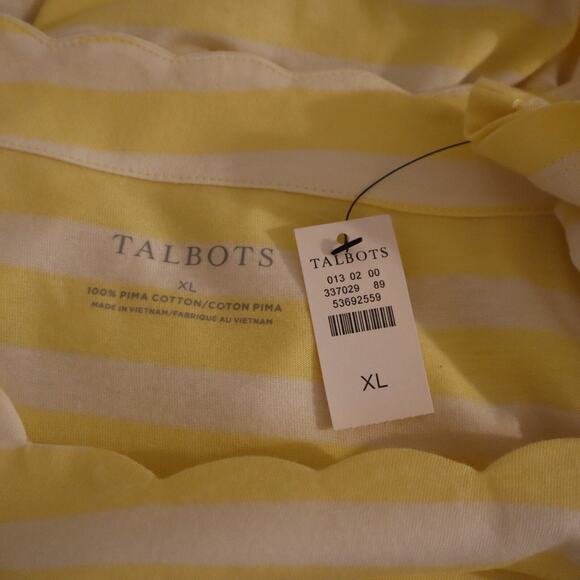 TALBOTS
XL
100% PIMA COTTON/COTON PIMA
MADE IN VIETNAM/FABRIQUE AU VIETNAM
TALBOTS
013 02 00
337029 89
53692559
XL